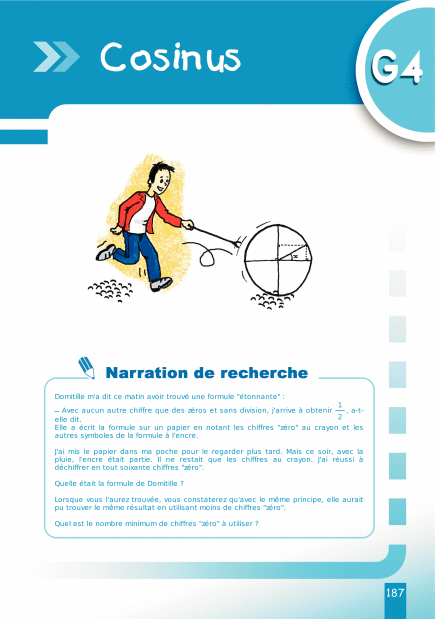 Cosinus
G4
Narration de recherche
Domitille m'a dit ce matin avoir trouvé une formule "étonnante" :
– Avec aucun autre chiffre que des zéros et sans division, j'arrive à obtenir 1/2, a-t-
elle dit.
Elle a écrit la formule sur un papier en notant les chiffres "zéro" au crayon et les
autres symboles de la formule à l'encre.
J'ai mis le papier dans ma poche pour le regarder plus tard. Mais ce soir, avec la
pluie, l'encre était partie. Il ne restait que les chiffres au crayon. J'ai réussi à
déchiffrer en tout soixante chiffres "zéro".
Quelle était la formule de Domitille ?
Lorsque vous l'aurez trouvée, vous constaterez qu'avec le même principe, elle aurait
pu trouver le même résultat en utilisant moins de chiffres "zéro".
Quel est le nombre minimum de chiffres "zéro" à utiliser ?
187